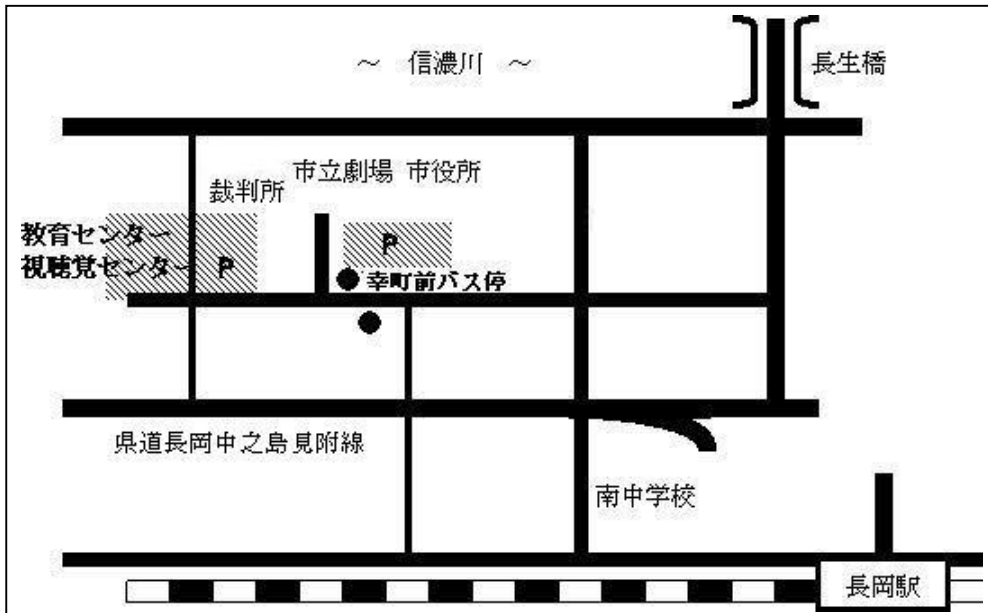 ～ 信濃川 ～
長生橋
市立劇場 市役所
裁判所
教育センター
視聴覚センター P
P
幸町前バス停
県道長岡中之島見附線
南中学校
長岡駅